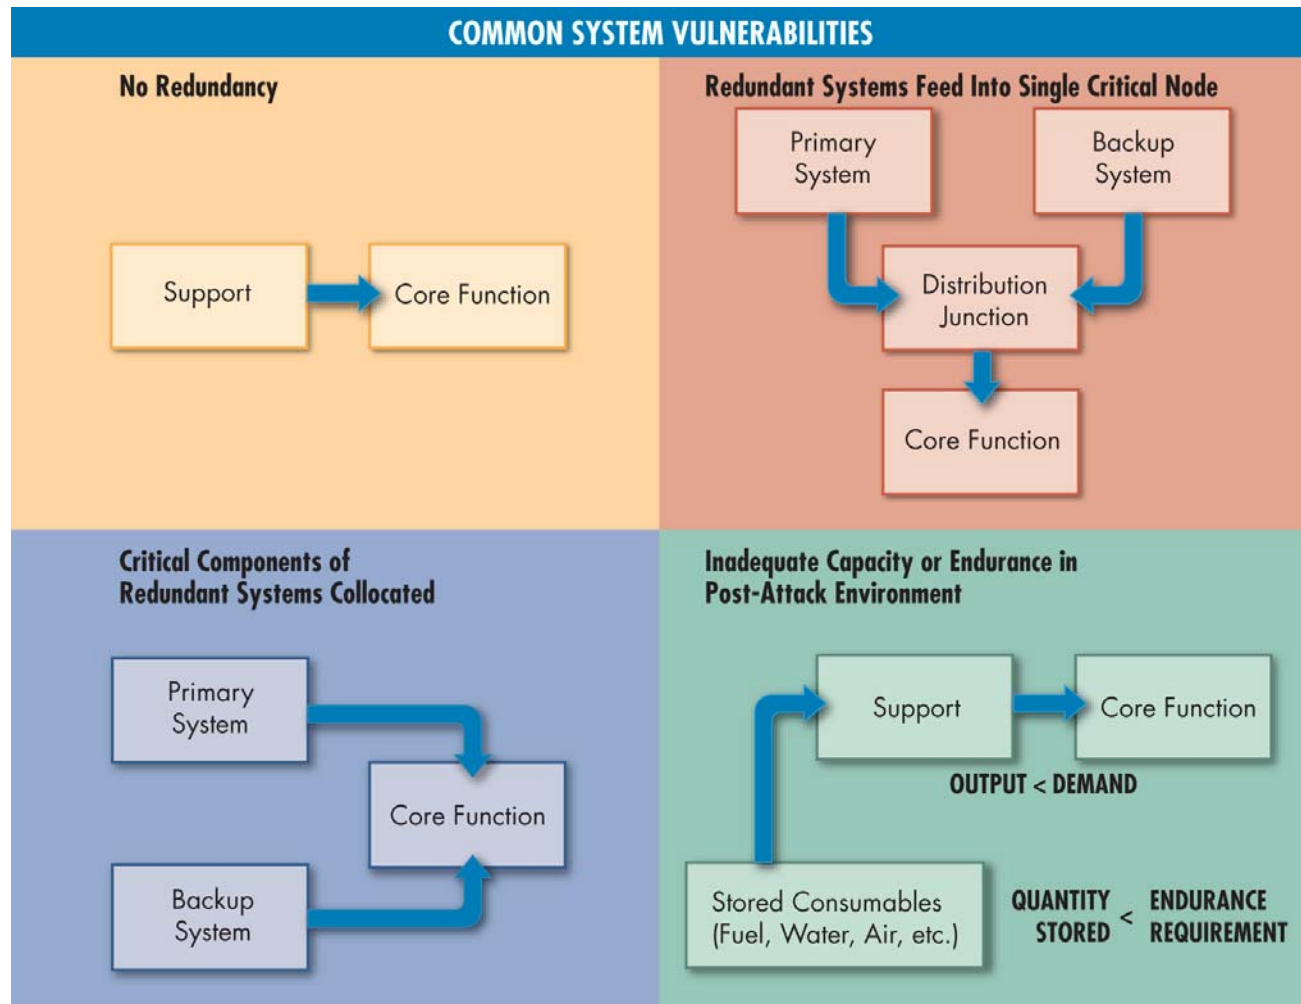 COMMON SYSTEM VULNERABILITIES
No Redundancy
Support
Core Function
Redundant Systems Feed Into Single Critical Node
Primary
System
Backup
System
Distribution
Junction
Core Function
Critical Components of
Redundant Systems Collocated
Primary
System
Core Function
Backup
System
Inadequate Capacity or Endurance in
Post-Attack Environment
Support
Core Function
OUTPUT < DEMAND
Stored Consumables
(Fuel, Water, Air, etc.)
QUANTITY
STORED
<
ENDURANCE
REQUIREMENT